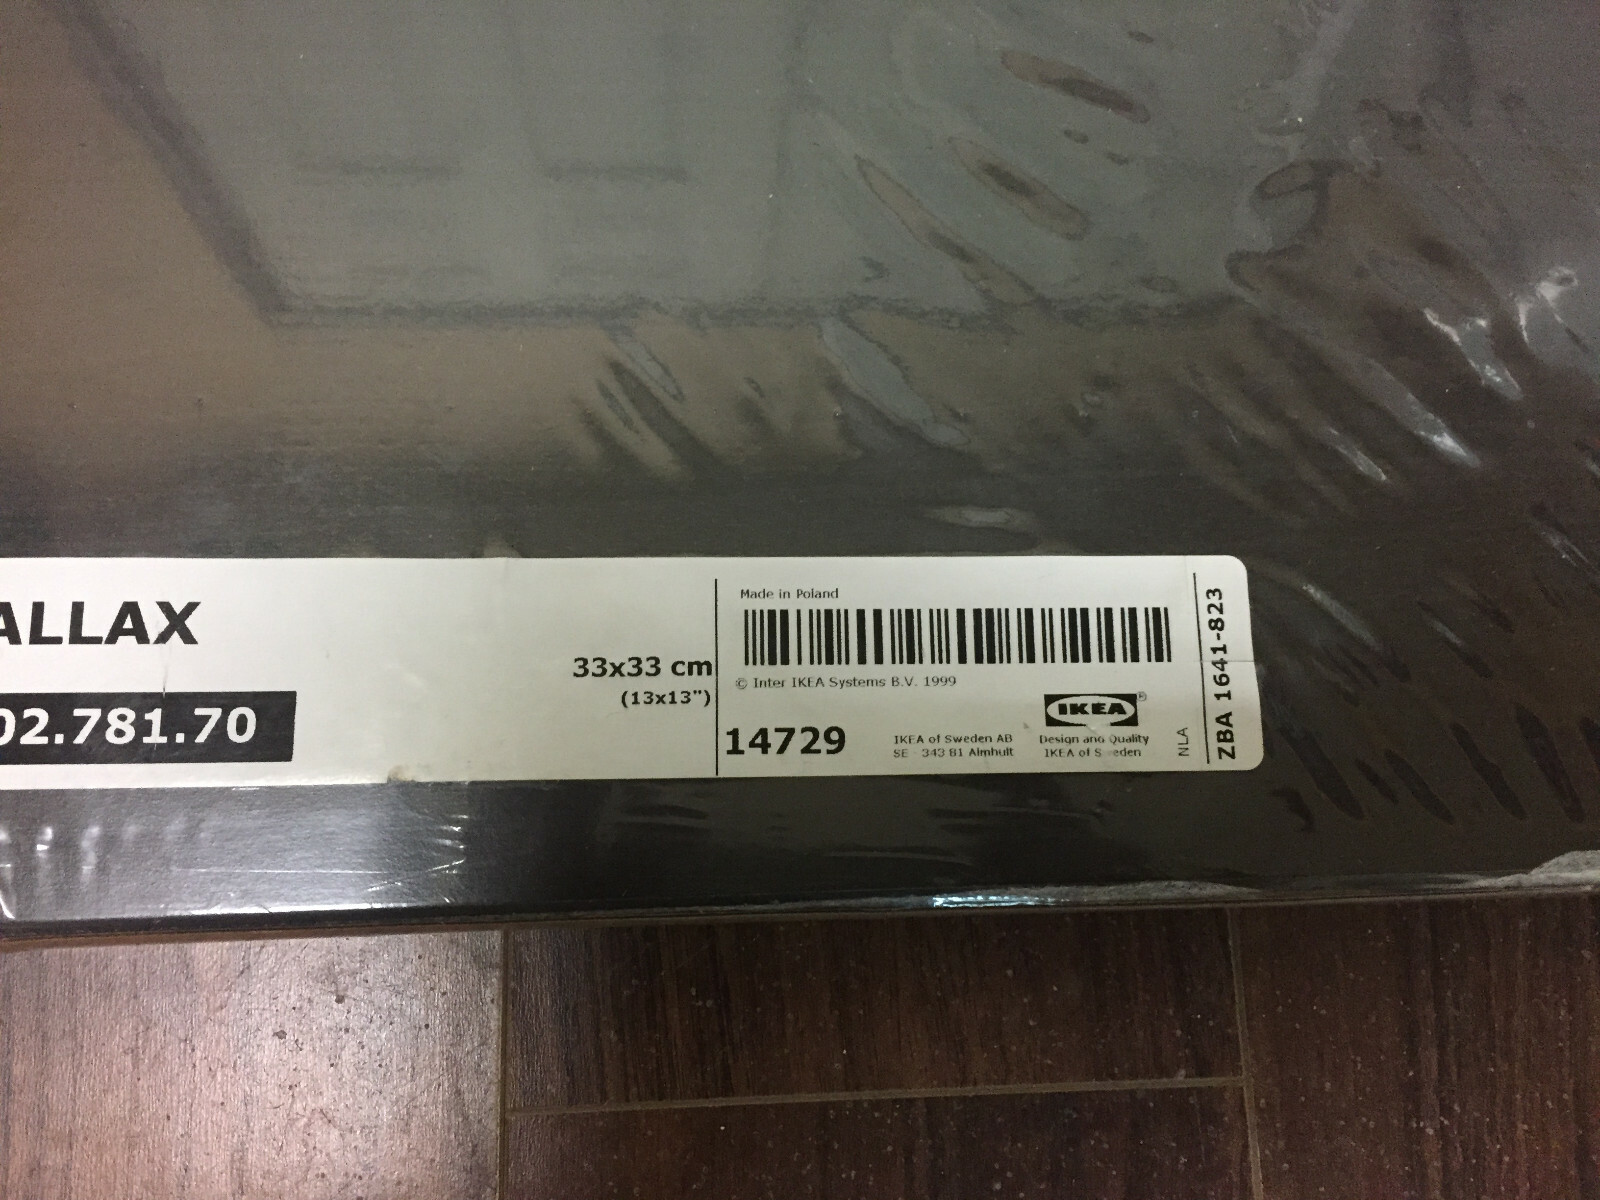 ALLAX
02.781.70
33x33 cm
(13x13")
Made in Poland
© Inter IKEA Systems B.V. 1999
14729
IKEA of Sweden AB
SE - 343 81 Älmhult
IKEA®
Design and Quality
IKEA of S eden
NLA
ZBA 1641-823